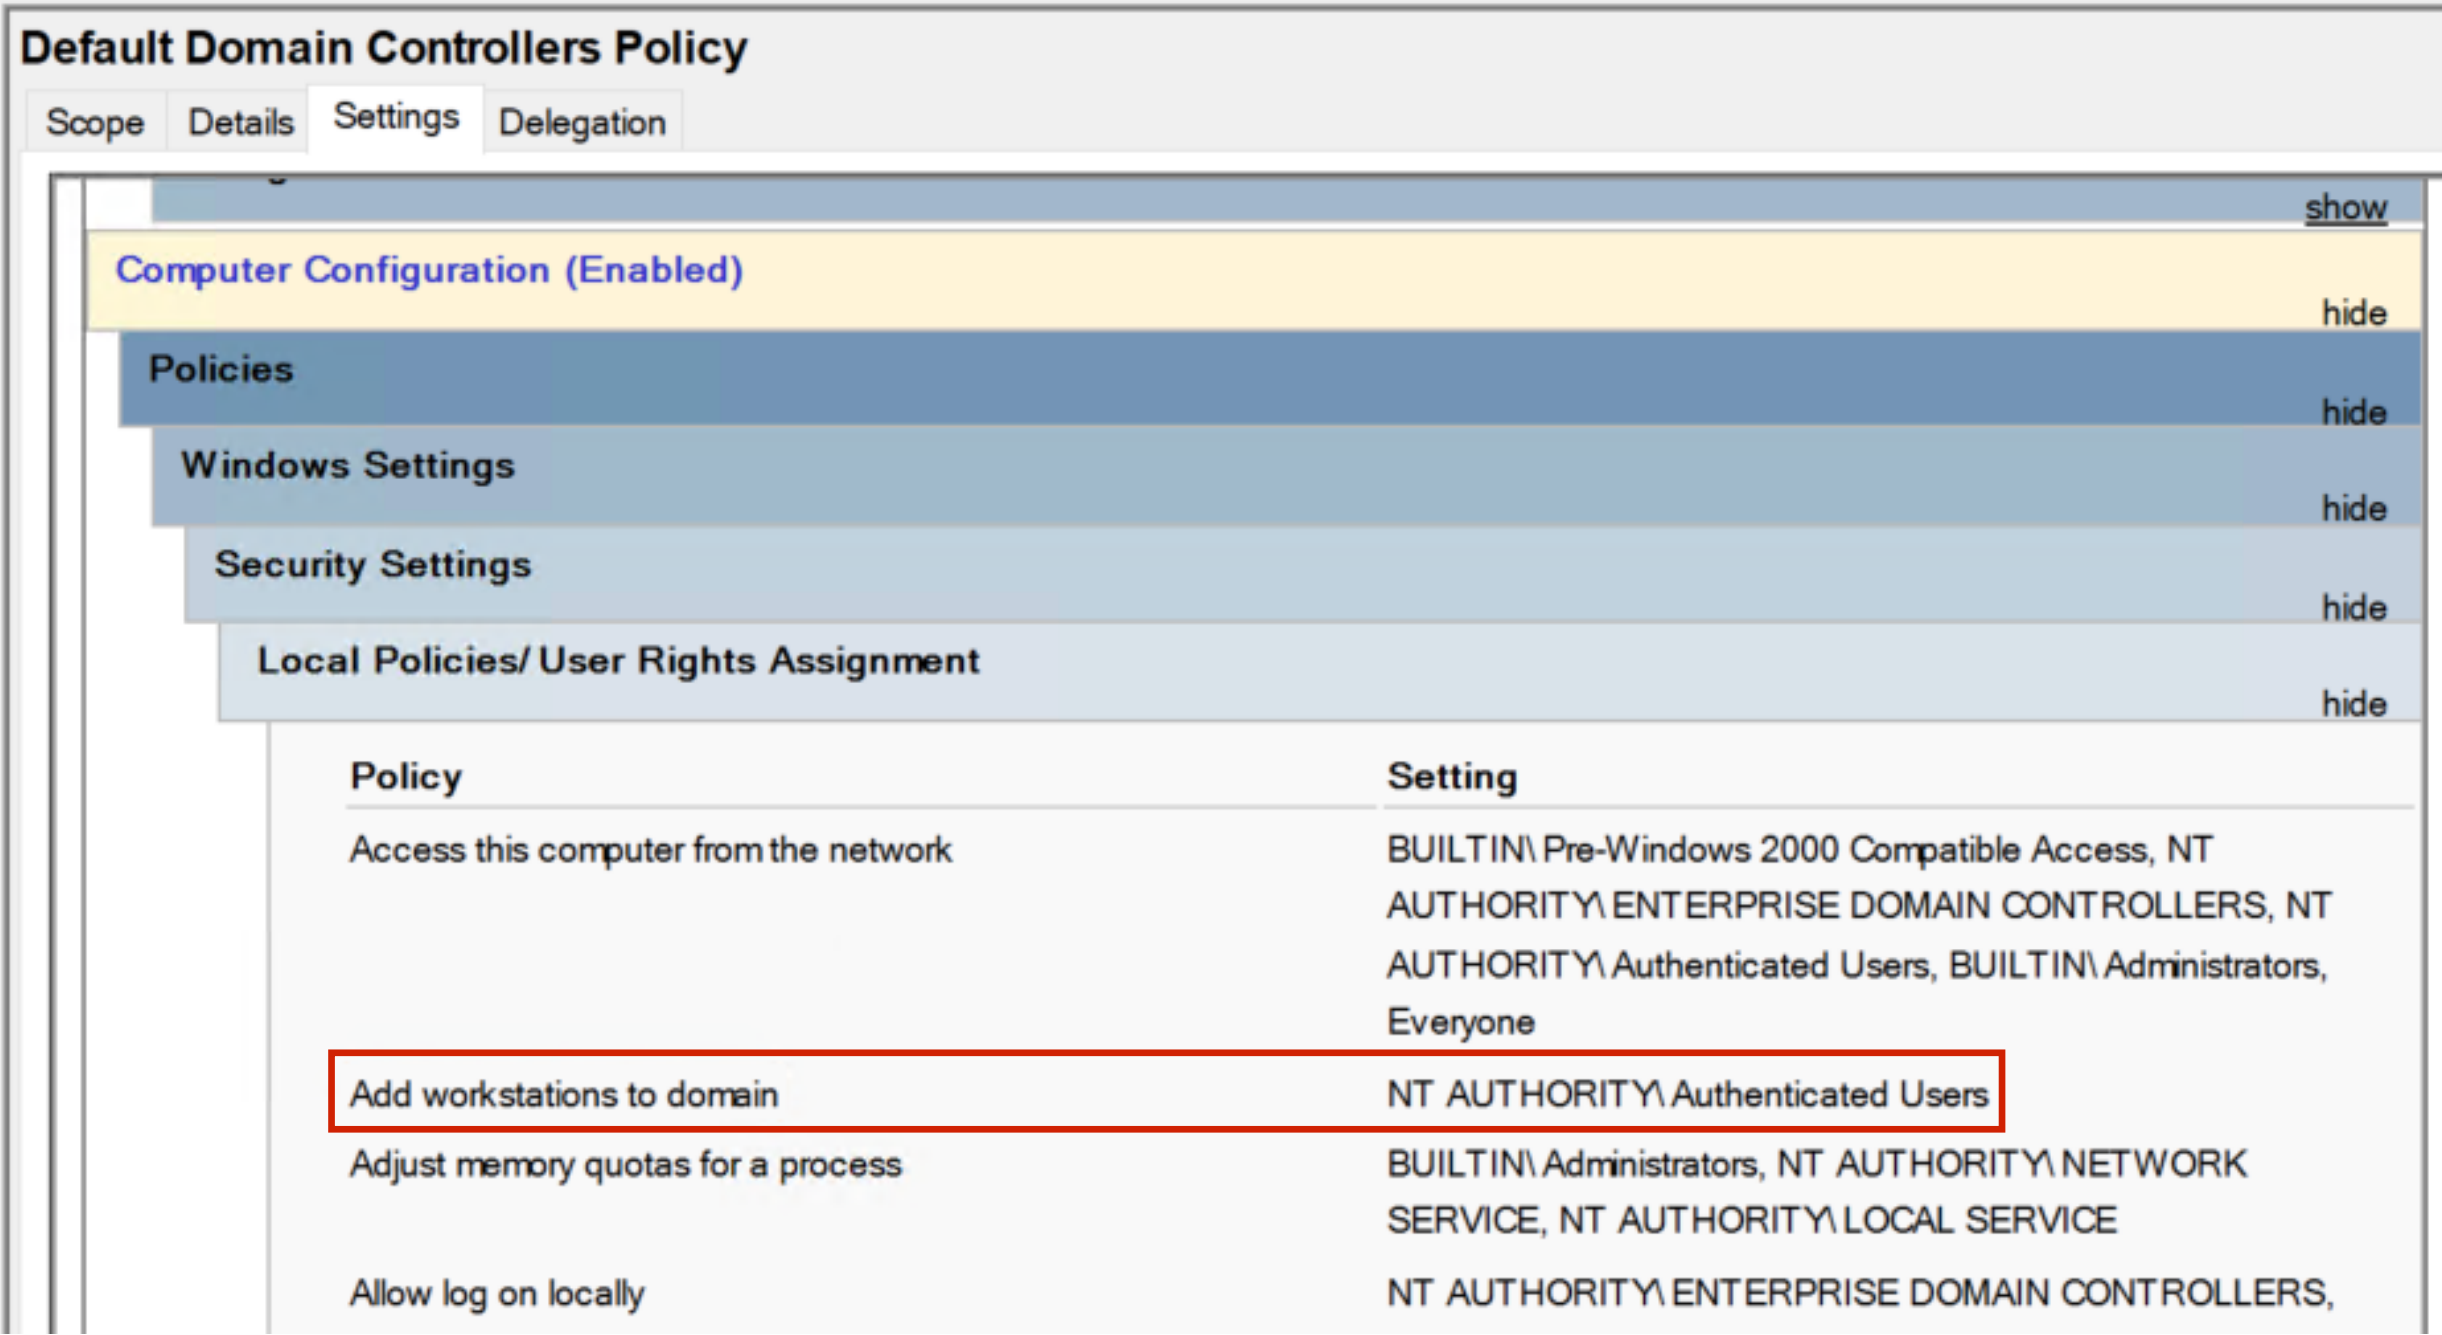 Default Domain Controllers Policy
Scope Details Settings Delegation
show
Computer Configuration (Enabled)
hide
Policies
hide
Windows Settings
hide
Security Settings
hide
Local Policies/User Rights Assignment
hide
Policy Setting
Access this computer from the network BUILTIN\Pre-Windows 2000 Compatible Access, NT
AUTHORITY\ENTERPRISE DOMAIN CONTROLLERS, NT
AUTHORITY\Authenticated Users, BUILTIN\Administrators,
Everyone
Add workstations to domain NT AUTHORITY\Authenticated Users
Adjust memory quotas for a process BUILTIN\Administrators, NT AUTHORITY\NETWORK
SERVICE, NT AUTHORITY\LOCAL SERVICE
Allow log on locally NT AUTHORITY\ENTERPRISE DOMAIN CONTROLLERS,